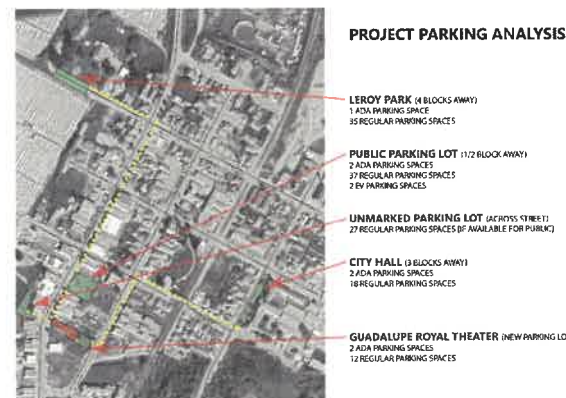 PROJECT PARKING ANALYSIS
LEROY PARK (4 BLOCKS AWAY)
1 ADA PARKING SPACE
35 REGULAR PARKING SPACES
PUBLIC PARKING LOT (1/2 BLOCK AWAY)
2 ADA PARKING SPACES
37 REGULAR PARKING SPACES
2 EV PARKING SPACES
UNMARKED PARKING LOT (ACROSS STREET)
27 REGULAR PARKING SPACES (IF AVAILABLE FOR PUBLIC)
CITY HALL (3 BLOCKS AWAY)
2 ADA PARKING SPACES
18 REGULAR PARKING SPACES
GUADALUPE ROYAL THEATER (NEW PARKING LO
2 ADA PARKING SPACES
12 REGULAR PARKING SPACES